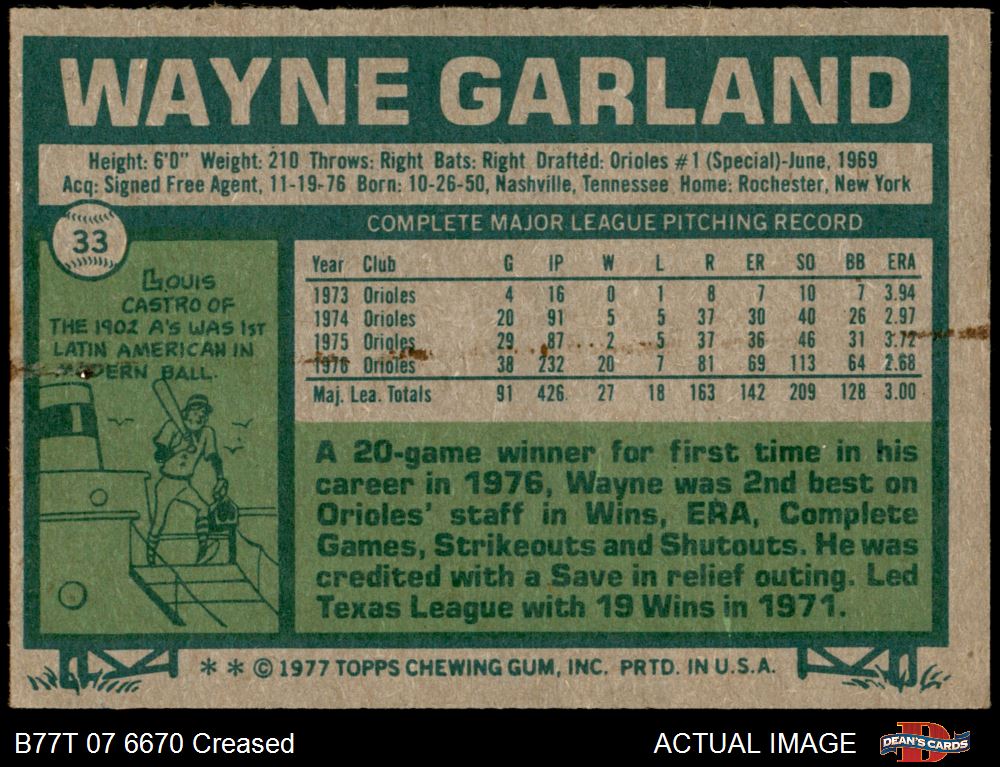 WAYNE GARLAND
Height: 6'0" Weight: 210 Throws: Right Bats: Right Drafted: Orioles #1 (Special)-June, 1969
Acq: Signed Free Agent, 11-19-76 Born: 10-26-50, Nashville, Tennessee Home: Rochester, New York
33
COMPLETE MAJOR LEAGUE PITCHING RECORD
LOUIS
CASTRO OF
THE 1902 A'S WAS 1ST
LATIN AMERICAN IN
MODERN BALL.
Year Club G IP W L R ER SO BB ERA
1973 Orioles 4 16 0 1 8 7 10 7 3.94
1974 Orioles 20 91 5 5 37 30 40 26 2.97
1975 Orioles 29 87 2 5 37 36 46 31 3.72
1976 Orioles 38 232 20 7 81 69 113 64 2.68
Maj. Lea. Totals 91 426 27 18 163 142 209 128 3.00
A 20-game winner for first time in his
career in 1976, Wayne was 2nd best on
Orioles' staff in Wins, ERA, Complete
Games, Strikeouts and Shutouts. He was
credited with a Save in relief outing. Led
Texas League with 19 Wins in 1971.
* * © 1977 TOPPS CHEWING GUM, INC. PRTD. IN U.S.A.
B77T 07 6670 Creased
ACTUAL IMAGE
D
DEAN'S CARDS